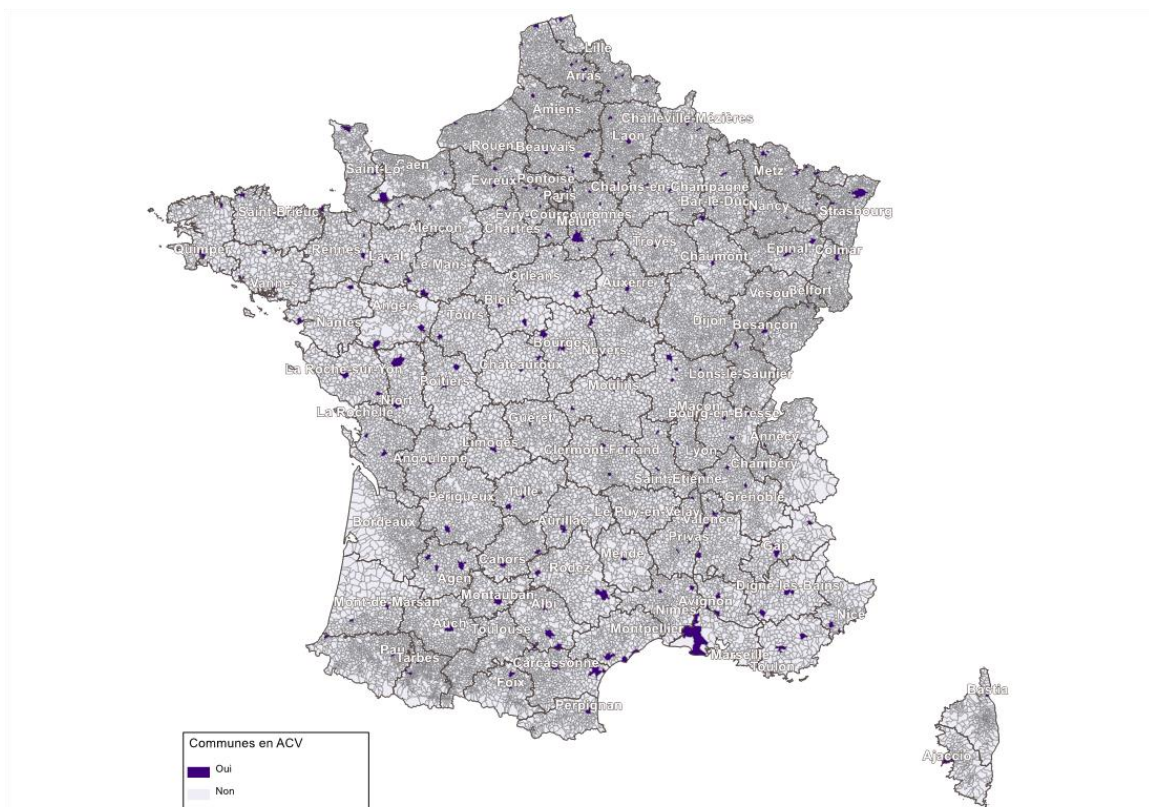 Lille
Arras
Amiens
Charleville-Mézières
Laon
Rouen
Beauvais
Caen
Saint-Lô
Metz
Evreux
Pontoise
Châlons-en-Champagne
Paris
Bar-le-Duc
Nancy
Strasbourg
Saint-Brieuc
Evry-Courcouronnes
Melun
Alençon
Chartres
Troyes
Quimper
Rennes
Laval
Epinal
Colmar
Chaumont
Le Mans
Orléans
Vannes
Auxerre
Vesoul
Belfort
Blois
Angers
Tours
Nantes
Dijon
Besançon
Bourges
Nevers
Châteauroux
La Roche-sur-Yon
Lons-le-Saunier
Poitiers
Moulins
Niort
Mâcon
La Rochelle
Bourg-en-Bresse
Guéret
Annecy
Limoges
Clermont-Ferrand
Lyon
Angoulême
Chambéry
Saint-Etienne
Périgueux
Tulle
Grenoble
Le Puy-en-Velay
Bordeaux
Aurillac
Valence
Privas
Mende
Gap
Cahors
Rodez
Agen
Digne-les-Bains
Montauban
Mont-de-Marsan
Albi
Avignon
Nîmes
Nice
Auch
Toulouse
Montpellier
Pau
Tarbes
Marseille
Carcassonne
Toulon
Foix
Bastia
Perpignan
Ajaccio
Communes en ACV
Oui
Non